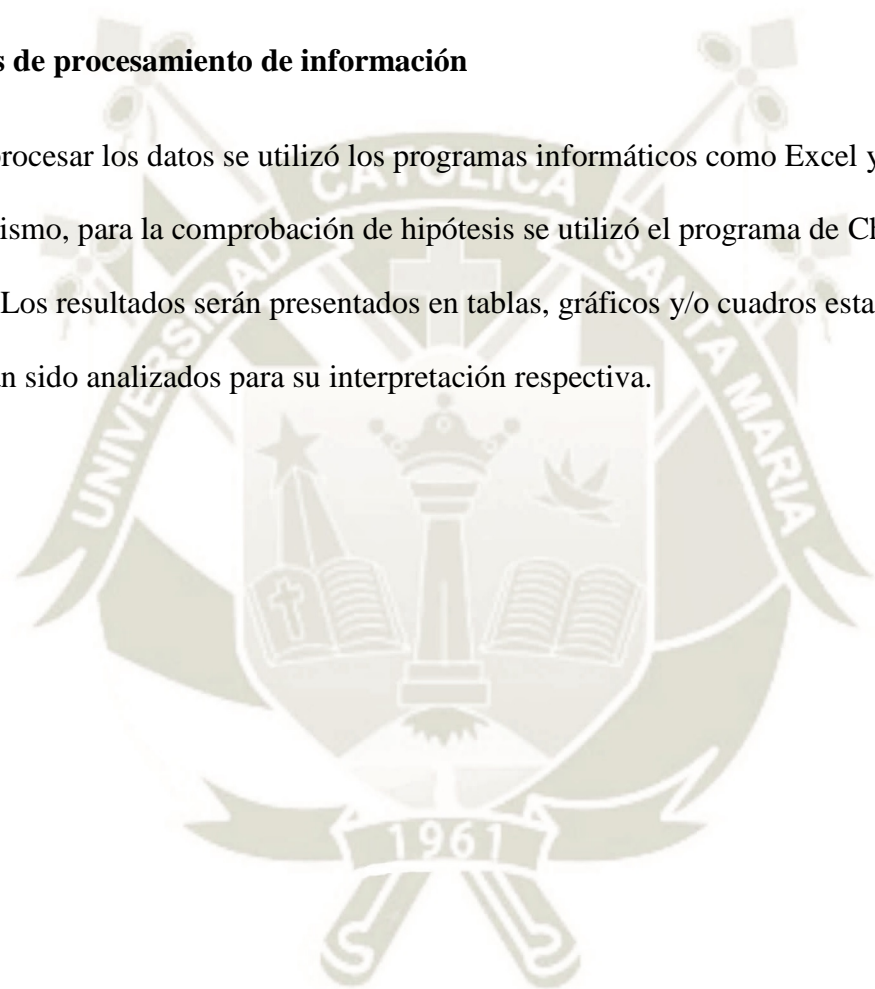 s de procesamiento de información
rocesar los datos se utilizó los programas informáticos como Excel y
ismo, para la comprobación de hipótesis se utilizó el programa de Ch
Los resultados serán presentados en tablas, gráficos y/o cuadros esta
n sido analizados para su interpretación respectiva.
UNIVERSIDAD CATOLICA SANTA MARIA
1961